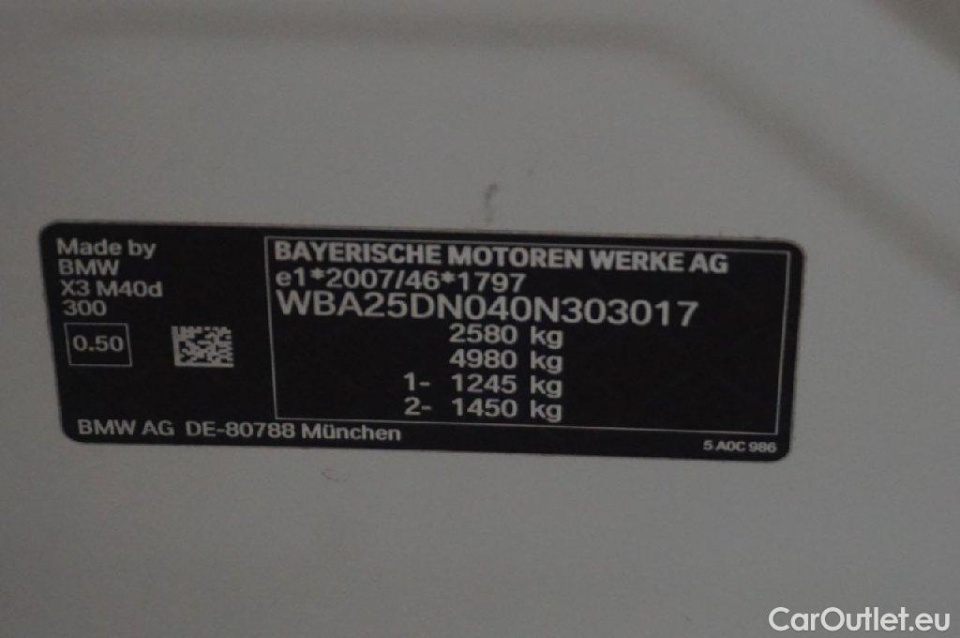 Made by
BMW
X3 M40d
300
0.50
BAYERISCHE MOTOREN WERKE AG
e1*2007/46*1797
WBA25DN040N303017
2580 kg
4980 kg
1- 1245 kg
2- 1450 kg
BMW AG DE-80788 München
5 A0C 986
CarOutlet.eu